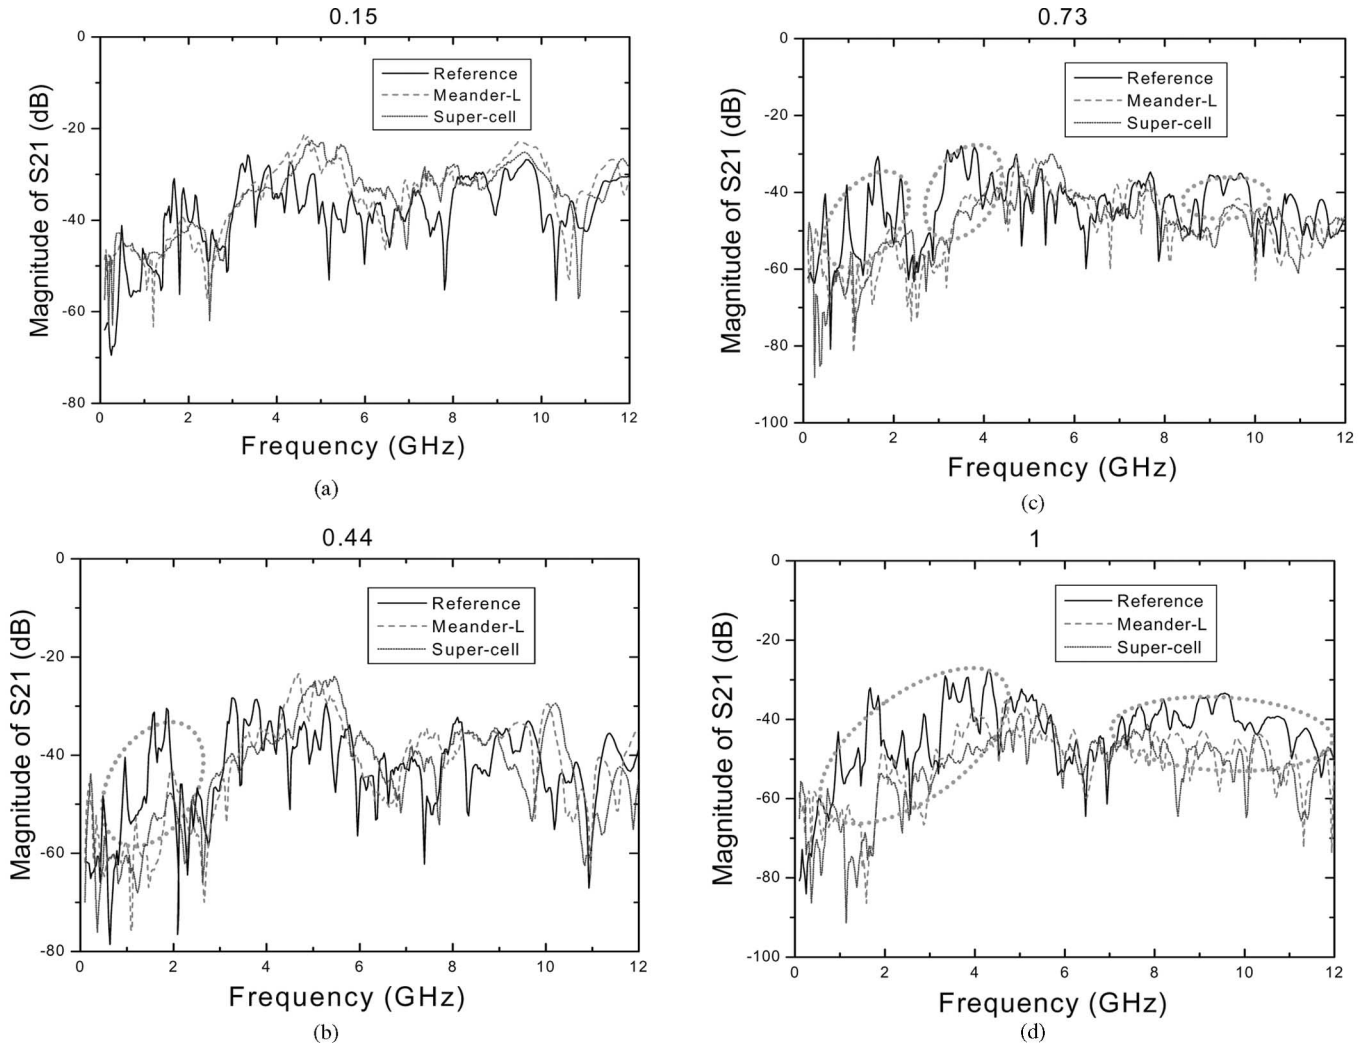 0.15
Magnitude of S21 (dB)
0
-20
-40
-60
-80
Reference
Meander-L
Super-cell
0 2 4 6 8 10 12
Frequency (GHz)
(a)
0.73
Magnitude of S21 (dB)
0
-20
-40
-60
-80
-100
Reference
Meander-L
Super-cell
0 2 4 6 8 10 12
Frequency (GHz)
(c)
0.44
Magnitude of S21 (dB)
0
-20
-40
-60
-80
Reference
Meander-L
Super-cell
0 2 4 6 8 10 12
Frequency (GHz)
(b)
1
Magnitude of S21 (dB)
0
-20
-40
-60
-80
-100
Reference
Meander-L
Super-cell
0 2 4 6 8 10 12
Frequency (GHz)
(d)